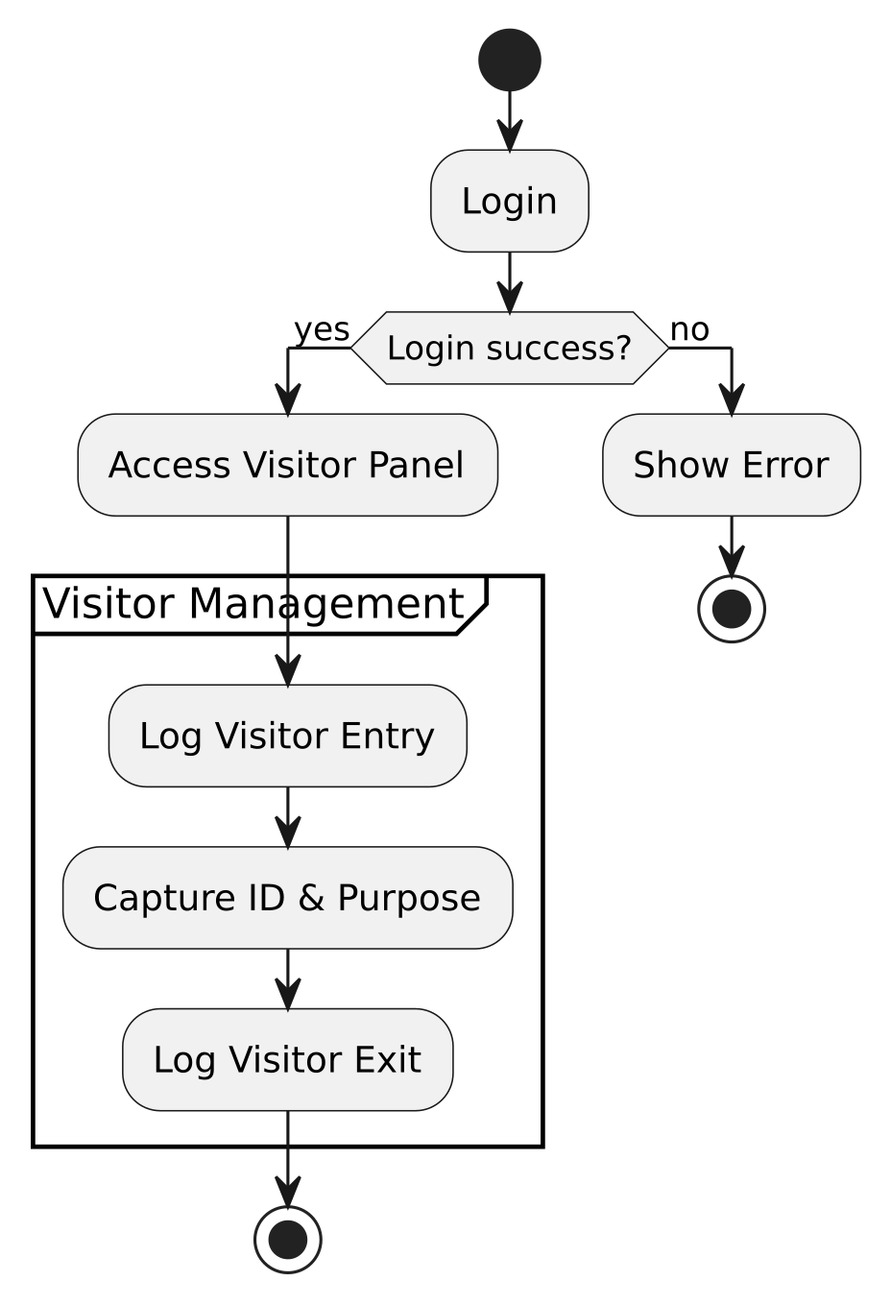 Login
Login success?
yes
no
Access Visitor Panel
Show Error
Visitor Management
Log Visitor Entry
Capture ID & Purpose
Log Visitor Exit